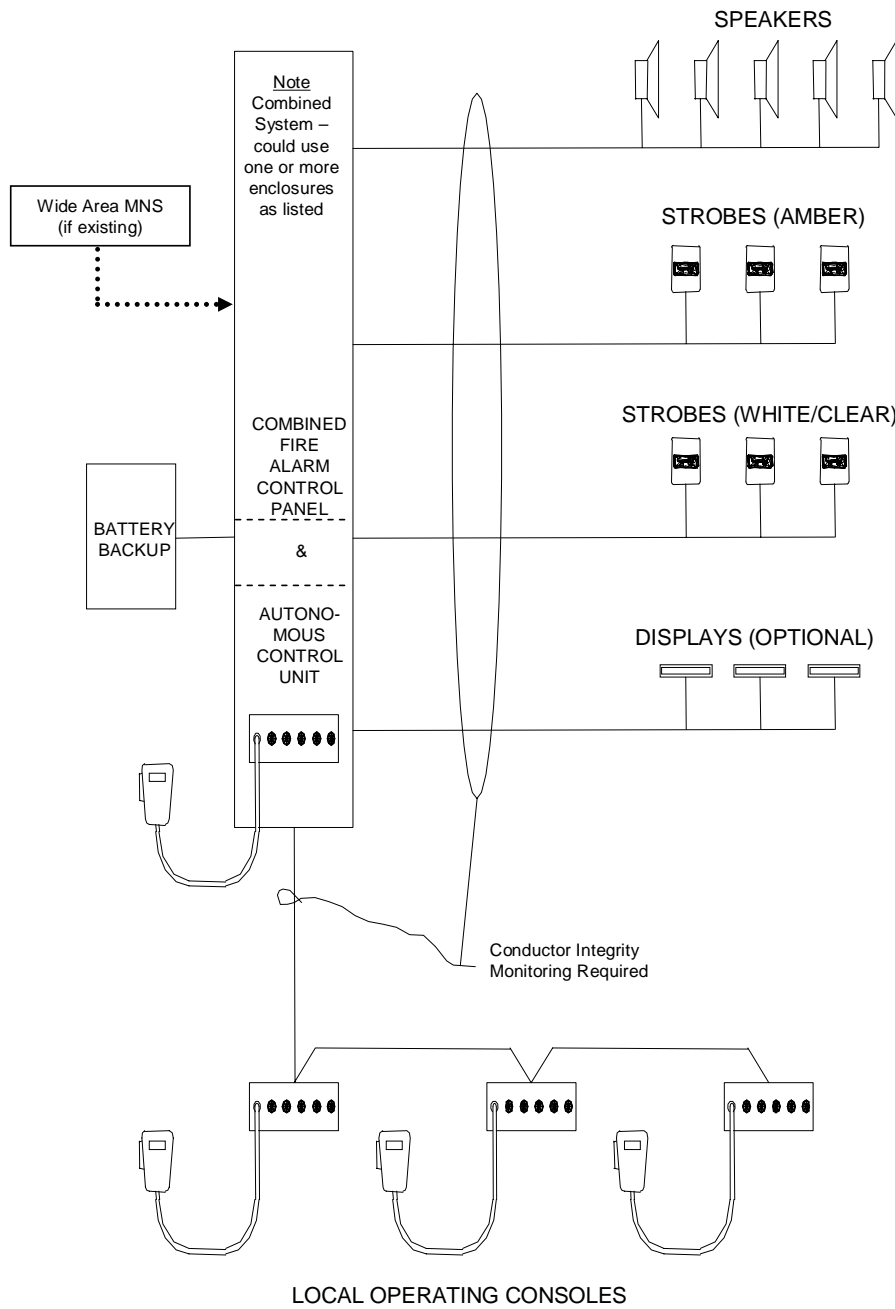 SPEAKERS
Note
Combined
System –
could use
one or more
enclosures
as listed
Wide Area MNS
(if existing)
STROBES (AMBER)
STROBES (WHITE/CLEAR)
COMBINED
FIRE
ALARM
CONTROL
PANEL
BATTERY
BACKUP
&
AUTONO-
MOUS
CONTROL
UNIT
DISPLAYS (OPTIONAL)
Conductor Integrity
Monitoring Required
LOCAL OPERATING CONSOLES